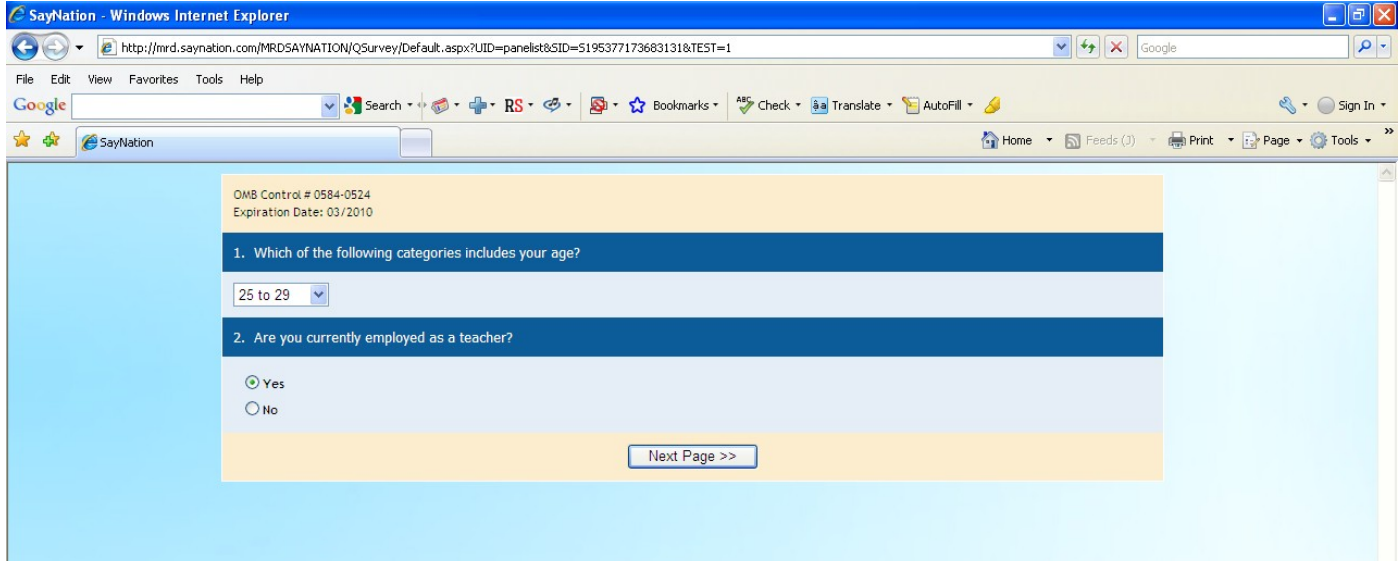 SayNation - Windows Internet Explorer
http://mrd.saynation.com/MRDSAYNATION/QSurvey/Default.aspx?UID=panelist&SID=5195377173683131&TEST=1
Google
File Edit View Favorites Tools Help
Google Search RS Bookmarks Check Translate AutoFill Sign In
SayNation Home Feeds (J) Print Page Tools »
OMB Control # 0584-0524
Expiration Date: 03/2010
1. Which of the following categories includes your age?
25 to 29
2. Are you currently employed as a teacher?
Yes
No
Next Page >>